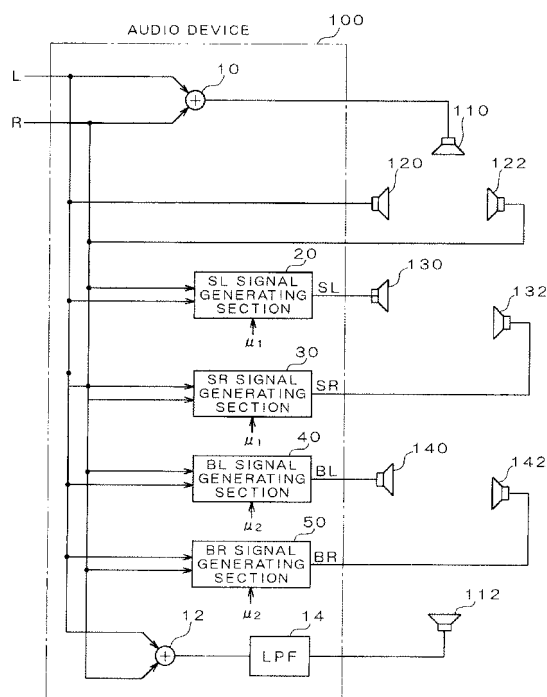 AUDIO DEVICE
100
L
10
R
110
120
122
20
SL SIGNAL
GENERATING
SECTION
SL
130
μ1
132
30
SR SIGNAL
GENERATING
SECTION
SR
μ1
40
BL SIGNAL
GENERATING
SECTION
BL
140
142
μ2
50
BR SIGNAL
GENERATING
SECTION
BR
μ2
112
12
14
LPF